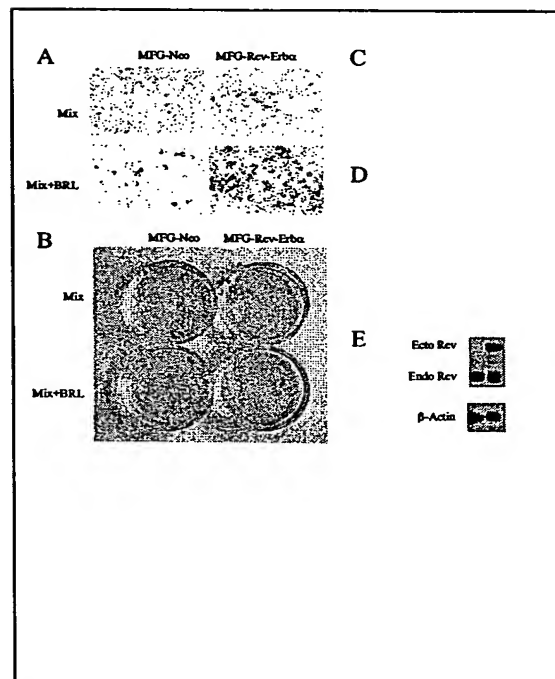 A
MFG-Neo
MFG-Rev-Erbα
C
Mix
Mix+BRL
D
B
MFG-Neo
MFG-Rev-Erbα
Mix
Mix+BRL
E
Ecto Rev
Endo Rev
β-Actin